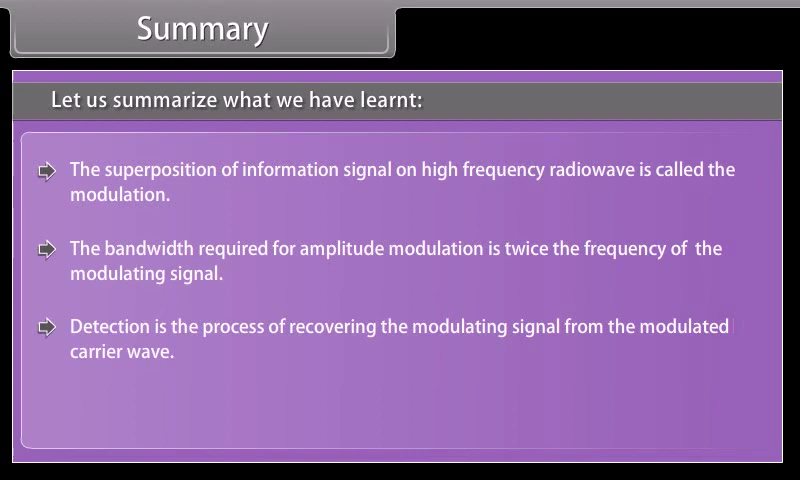 Summary
Let us summarize what we have learnt:
The superposition of information signal on high frequency radiowave is called the
modulation.
The bandwidth required for amplitude modulation is twice the frequency of the
modulating signal.
Detection is the process of recovering the modulating signal from the modulated
carrier wave.